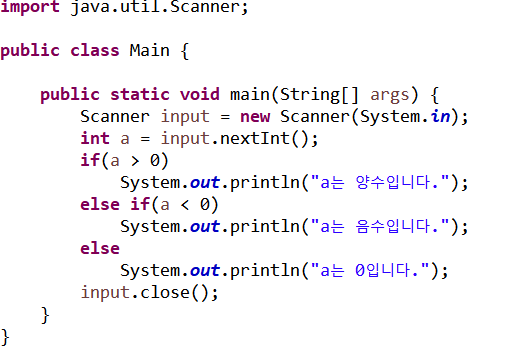 import java.util.Scanner;
public class Main {
public static void main(String[] args) {
Scanner input = new Scanner(System.in);
int a = input.nextInt();
if(a > 0)
System.out.println("a는 양수입니다.");
else if(a < 0)
System.out.println("a는 음수입니다.");
else
System.out.println("a는 0입니다.");
input.close();
}
}